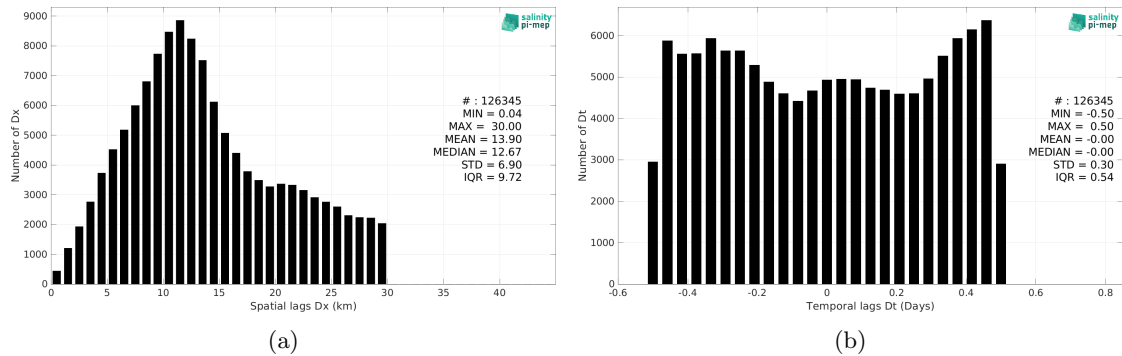 9000
8000
7000
6000
5000
4000
3000
2000
1000
0
Number of Dx
0 5 10 15 20 25 30 35 40
Spatial lags Dx (km)
salinity
pi-mep
# : 126345
MIN = 0.04
MAX = 30.00
MEAN = 13.90
MEDIAN = 12.67
STD = 6.90
IQR = 9.72
(a)
6000
5000
4000
3000
2000
1000
0
Number of Dt
-0.6 -0.4 -0.2 0 0.2 0.4 0.6 0.8
Temporal lags Dt (Days)
salinity
pi-mep
# : 126345
MIN = -0.50
MAX = 0.50
MEAN = -0.00
MEDIAN = -0.00
STD = 0.30
IQR = 0.54
(b)